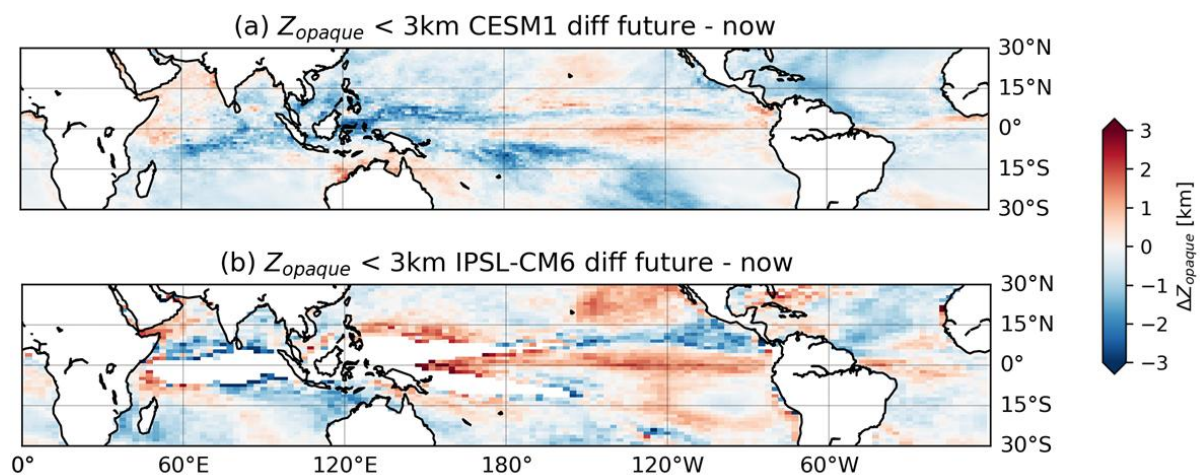 (a) Z_opaque < 3km CESM1 diff future - now
30°N
15°N
0°
15°S
30°S
(b) Z_opaque < 3km IPSL-CM6 diff future - now
30°N
15°N
0°
15°S
30°S
0° 60°E 120°E 180° 120°W 60°W
3
2
1
0
−1
−2
−3
ΔZ_opaque [km]